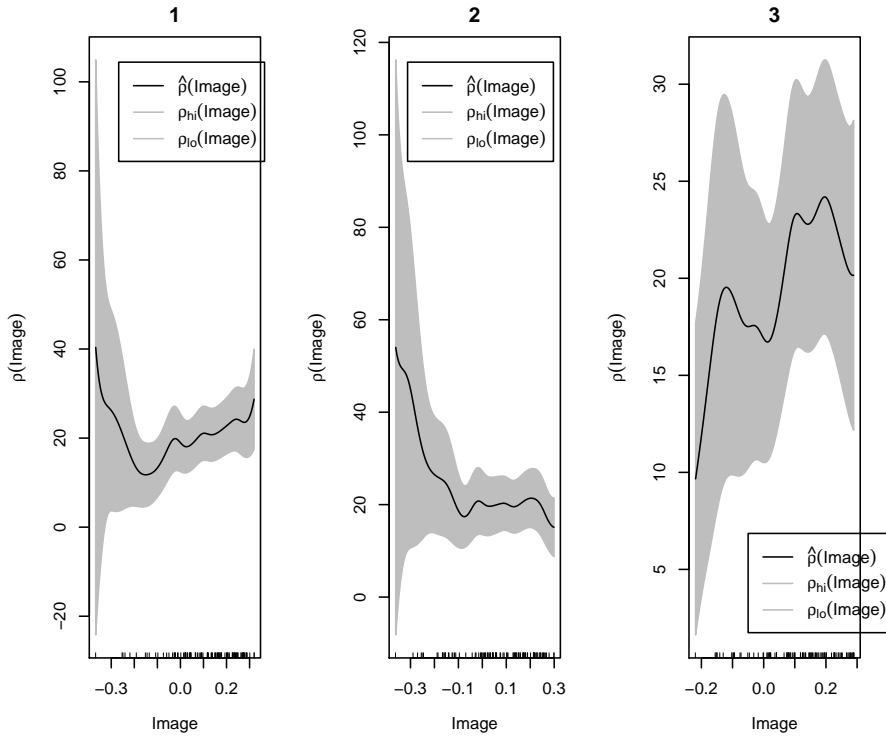 1
ρ̂(Image)
ρhi(Image)
ρlo(Image)
100
80
60
40
20
0
−20
ρ(Image)
−0.3 0.0 0.2
Image
2
ρ̂(Image)
ρhi(Image)
ρlo(Image)
120
100
80
60
40
20
0
ρ(Image)
−0.3 −0.1 0.1 0.3
Image
3
30
25
20
15
10
5
ρ(Image)
ρ̂(Image)
ρhi(Image)
ρlo(Image)
−0.2 0.0 0.2
Image